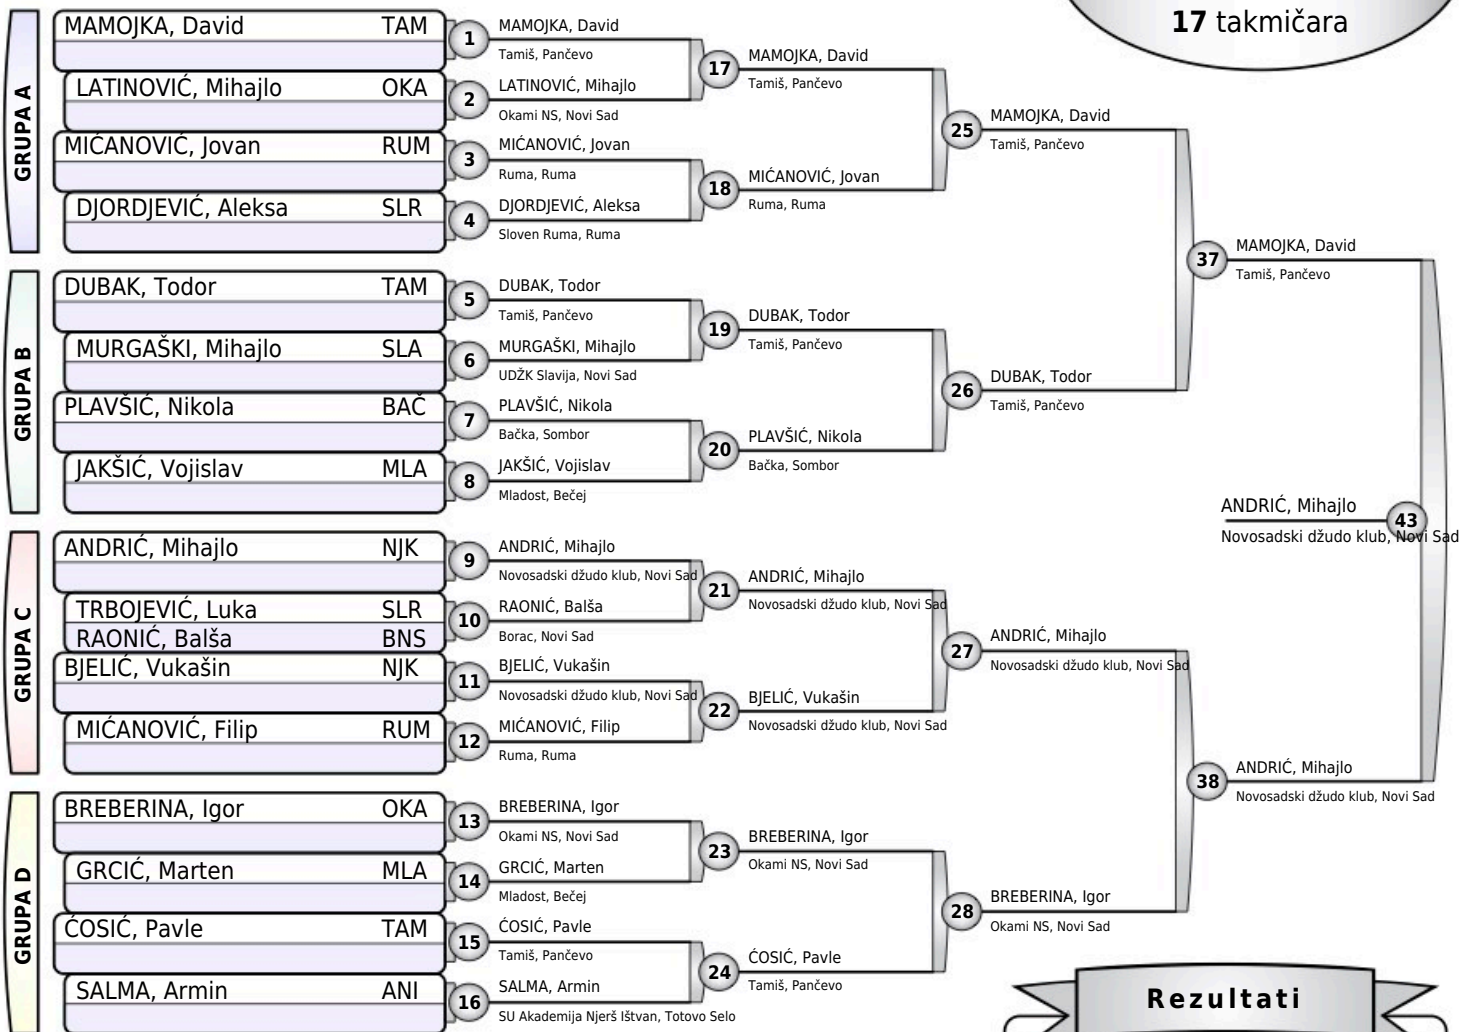 17 takmičara
GRUPA A
MAMOJKA, David TAM
LATINOVIĆ, Mihajlo OKA
MIĆANOVIĆ, Jovan RUM
DJORDJEVIĆ, Aleksa SLR
GRUPA B
DUBAK, Todor TAM
MURGAŠKI, Mihajlo SLA
PLAVŠIĆ, Nikola BAČ
JAKŠIĆ, Vojislav MLA
GRUPA C
ANDRIĆ, Mihajlo NJK
TRBOJEVIĆ, Luka SLR
RAONIĆ, Balša BNS
BJELIĆ, Vukašin NJK
MIĆANOVIĆ, Filip RUM
GRUPA D
BREBERINA, Igor OKA
GRCIĆ, Marten MLA
ĆOSIĆ, Pavle TAM
SALMA, Armin ANI
1 MAMOJKA, David
Tamiš, Pančevo
2 LATINOVIĆ, Mihajlo
Okami NS, Novi Sad
3 MIĆANOVIĆ, Jovan
Ruma, Ruma
4 DJORDJEVIĆ, Aleksa
Sloven Ruma, Ruma
5 DUBAK, Todor
Tamiš, Pančevo
6 MURGAŠKI, Mihajlo
UDŽK Slavija, Novi Sad
7 PLAVŠIĆ, Nikola
Bačka, Sombor
8 JAKŠIĆ, Vojislav
Mladost, Bečej
9 ANDRIĆ, Mihajlo
Novosadski džudo klub, Novi Sad
10 RAONIĆ, Balša
Borac, Novi Sad
11 BJELIĆ, Vukašin
Novosadski džudo klub, Novi Sad
12 MIĆANOVIĆ, Filip
Ruma, Ruma
13 BREBERINA, Igor
Okami NS, Novi Sad
14 GRCIĆ, Marten
Mladost, Bečej
15 ĆOSIĆ, Pavle
Tamiš, Pančevo
16 SALMA, Armin
SU Akademija Njerš Ištvan, Totovo Selo
17 MAMOJKA, David
Tamiš, Pančevo
18 MIĆANOVIĆ, Jovan
Ruma, Ruma
19 DUBAK, Todor
Tamiš, Pančevo
20 PLAVŠIĆ, Nikola
Bačka, Sombor
21 ANDRIĆ, Mihajlo
Novosadski džudo klub, Novi Sad
22 BJELIĆ, Vukašin
Novosadski džudo klub, Novi Sad
23 BREBERINA, Igor
Okami NS, Novi Sad
24 ĆOSIĆ, Pavle
Tamiš, Pančevo
25 MAMOJKA, David
Tamiš, Pančevo
26 DUBAK, Todor
Tamiš, Pančevo
27 ANDRIĆ, Mihajlo
Novosadski džudo klub, Novi Sad
28 BREBERINA, Igor
Okami NS, Novi Sad
37 MAMOJKA, David
Tamiš, Pančevo
38 ANDRIĆ, Mihajlo
Novosadski džudo klub, Novi Sad
ANDRIĆ, Mihajlo 43
Novosadski džudo klub, Novi Sad
Rezultati